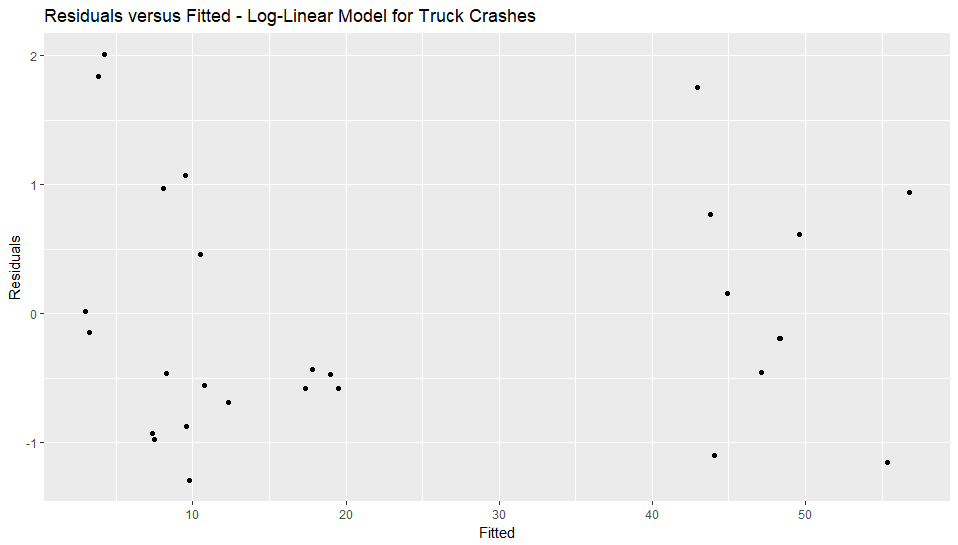 Residuals versus Fitted - Log-Linear Model for Truck Crashes
2
1
0
-1
Residuals
10 20 30 40 50
Fitted